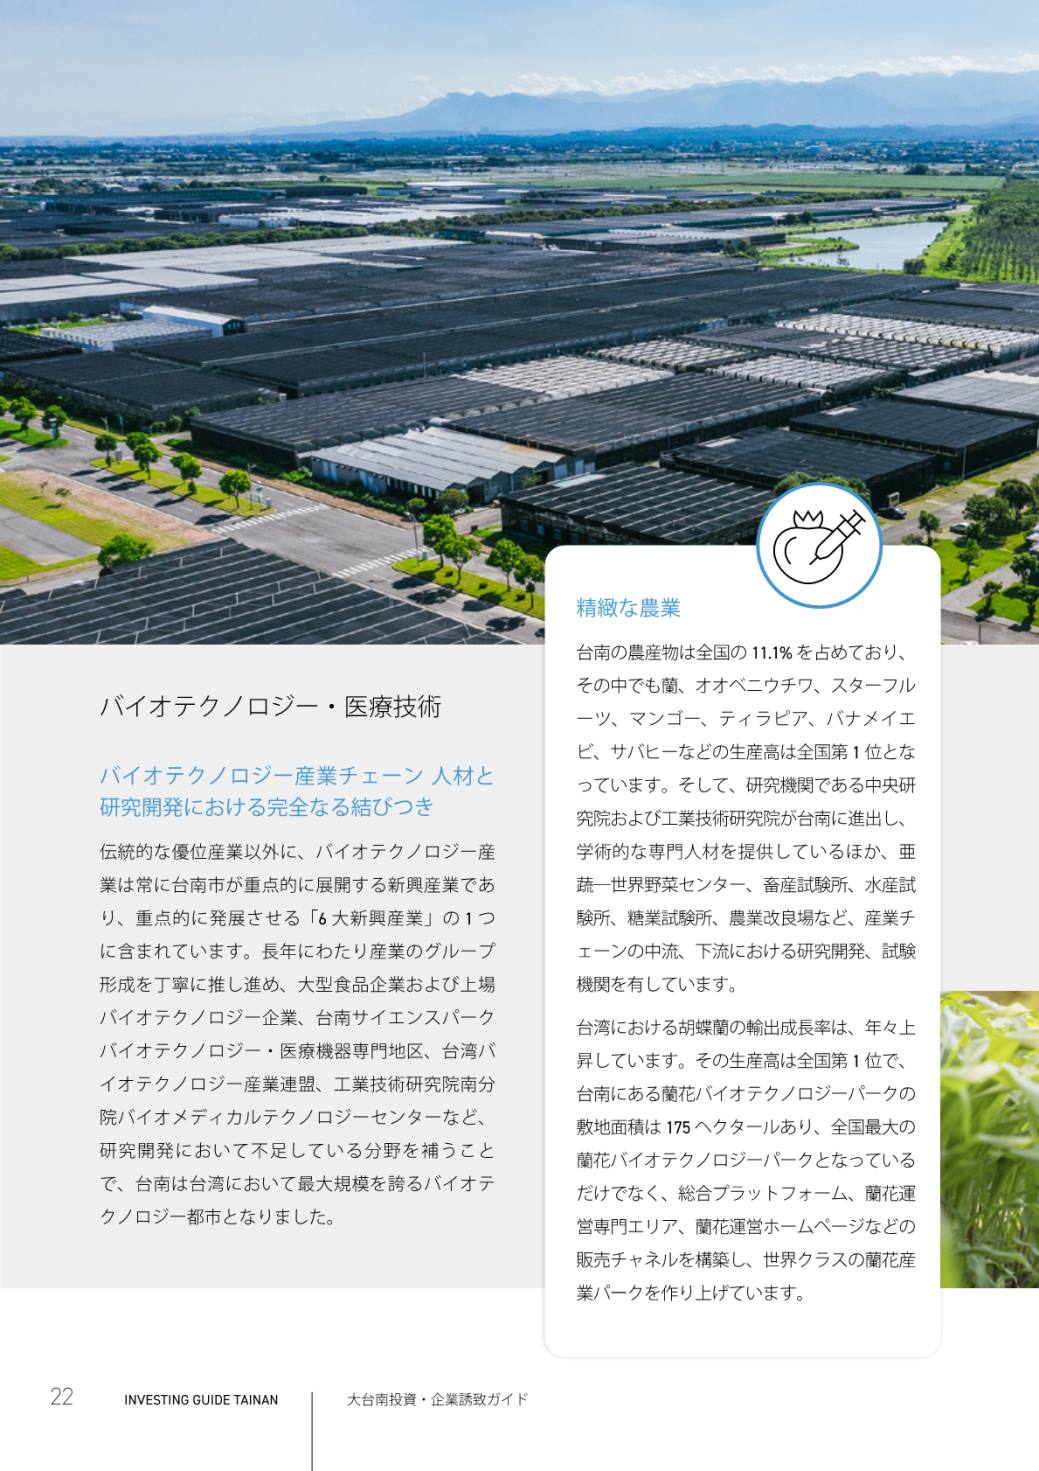 バイオテクノロジー・医療技術
バイオテクノロジー産業チェーン 人材と
研究開発における完全なる結びつき
伝統的な優位産業以外に、バイオテクノロジー産
業は常に台南市が重点的に展開する新興産業であ
り、重点的に発展させる「6 大新興産業」の 1 つ
に含まれています。長年にわたり産業のグループ
形成を丁寧に推し進め、大型食品企業および上場
バイオテクノロジー企業、台南サイエンスパーク
バイオテクノロジー・医療機器専門地区、台湾バ
イオテクノロジー産業連盟、工業技術研究院南分
院バイオメディカルテクノロジーセンターなど、
研究開発において不足している分野を補うこと
で、台南は台湾において最大規模を誇るバイオテ
クノロジー都市となりました。
精緻な農業
台南の農産物は全国の 11.1% を占めており、
その中でも蘭、オオベニウチワ、スターフル
ーツ、マンゴー、ティラピア、バナメイエ
ビ、サバヒーなどの生産高は全国第 1 位とな
っています。そして、研究機関である中央研
究院および工業技術研究院が台南に進出し、
学術的な専門人材を提供しているほか、亜
蔬─世界野菜センター、畜産試験所、水産試
験所、糖業試験所、農業改良場など、産業チ
ェーンの中流、下流における研究開発、試験
機関を有しています。
台湾における胡蝶蘭の輸出成長率は、年々上
昇しています。その生産高は全国第 1 位で、
台南にある蘭花バイオテクノロジーパークの
敷地面積は 175 ヘクタールあり、全国最大の
蘭花バイオテクノロジーパークとなっている
だけでなく、総合プラットフォーム、蘭花運
営専門エリア、蘭花運営ホームページなどの
販売チャネルを構築し、世界クラスの蘭花産
業パークを作り上げています。
22 INVESTING GUIDE TAINAN 大台南投資・企業誘致ガイド